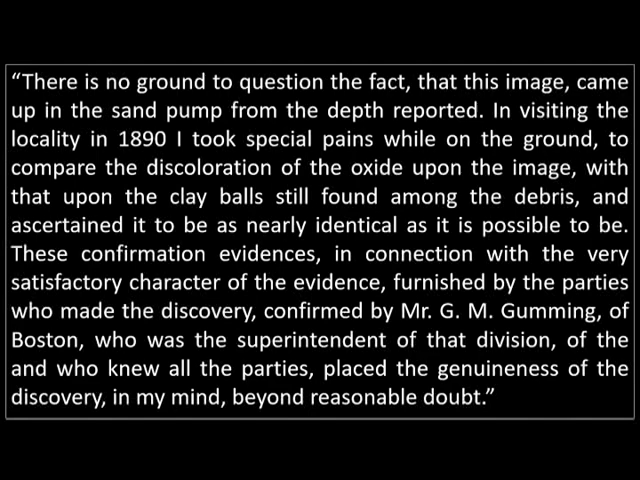 “There is no ground to question the fact, that this image, came
up in the sand pump from the depth reported. In visiting the
locality in 1890 I took special pains while on the ground, to
compare the discoloration of the oxide upon the image, with
that upon the clay balls still found among the debris, and
ascertained it to be as nearly identical as it is possible to be.
These confirmation evidences, in connection with the very
satisfactory character of the evidence, furnished by the parties
who made the discovery, confirmed by Mr. G. M. Gumming, of
Boston, who was the superintendent of that division, of the
and who knew all the parties, placed the genuineness of the
discovery, in my mind, beyond reasonable doubt.”